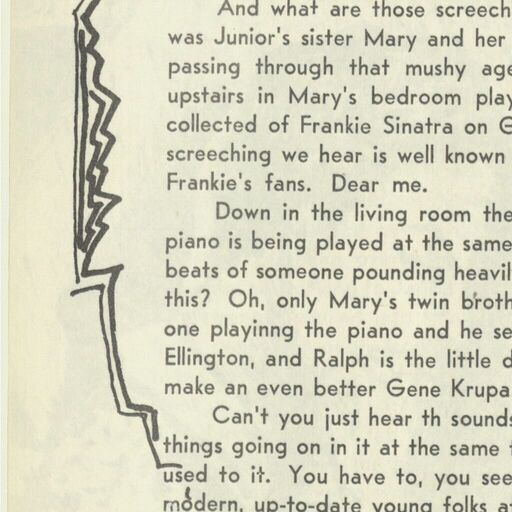 And what are those screech
was Junior's sister Mary and her
passing through that mushy age
upstairs in Mary's bedroom play
collected of Frankie Sinatra on G
screeching we hear is well known
Frankie's fans. Dear me.
Down in the living room the
piano is being played at the same
beats of someone pounding heavil
this? Oh, only Mary's twin broth
one playinng the piano and he se
Ellington, and Ralph is the little d
make an even better Gene Krupa
Can't you just hear th sounds
things going on in it at the same t
used to it. You have to, you see
modern, up-to-date young folks at